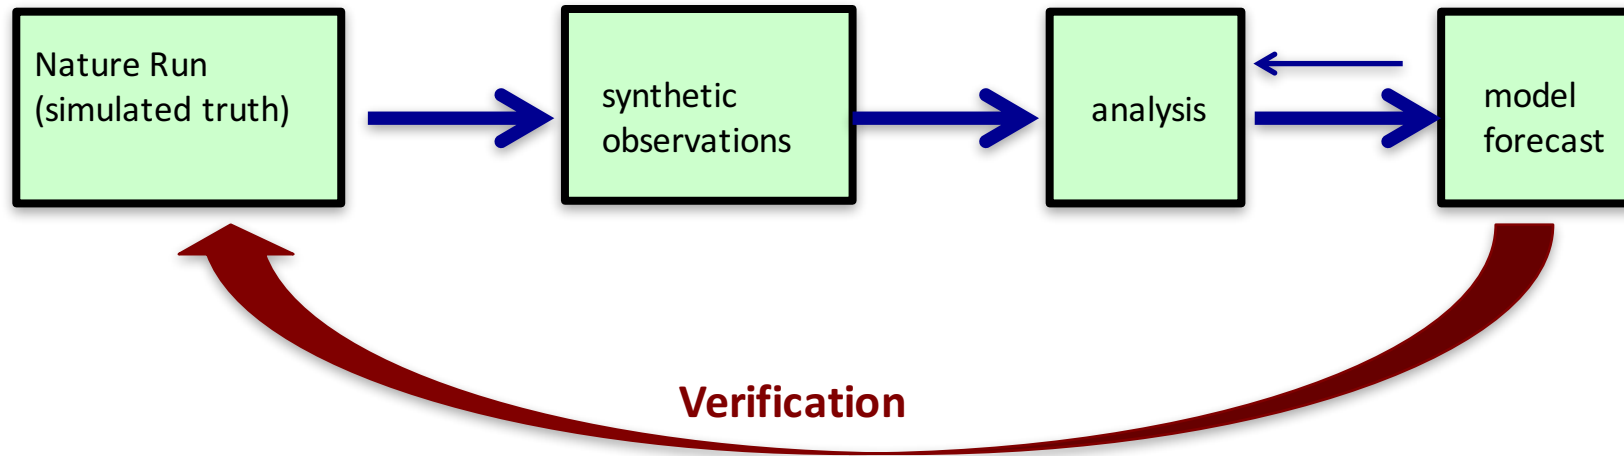 Nature Run
(simulated truth)
synthetic
observations
analysis
model
forecast
Verification